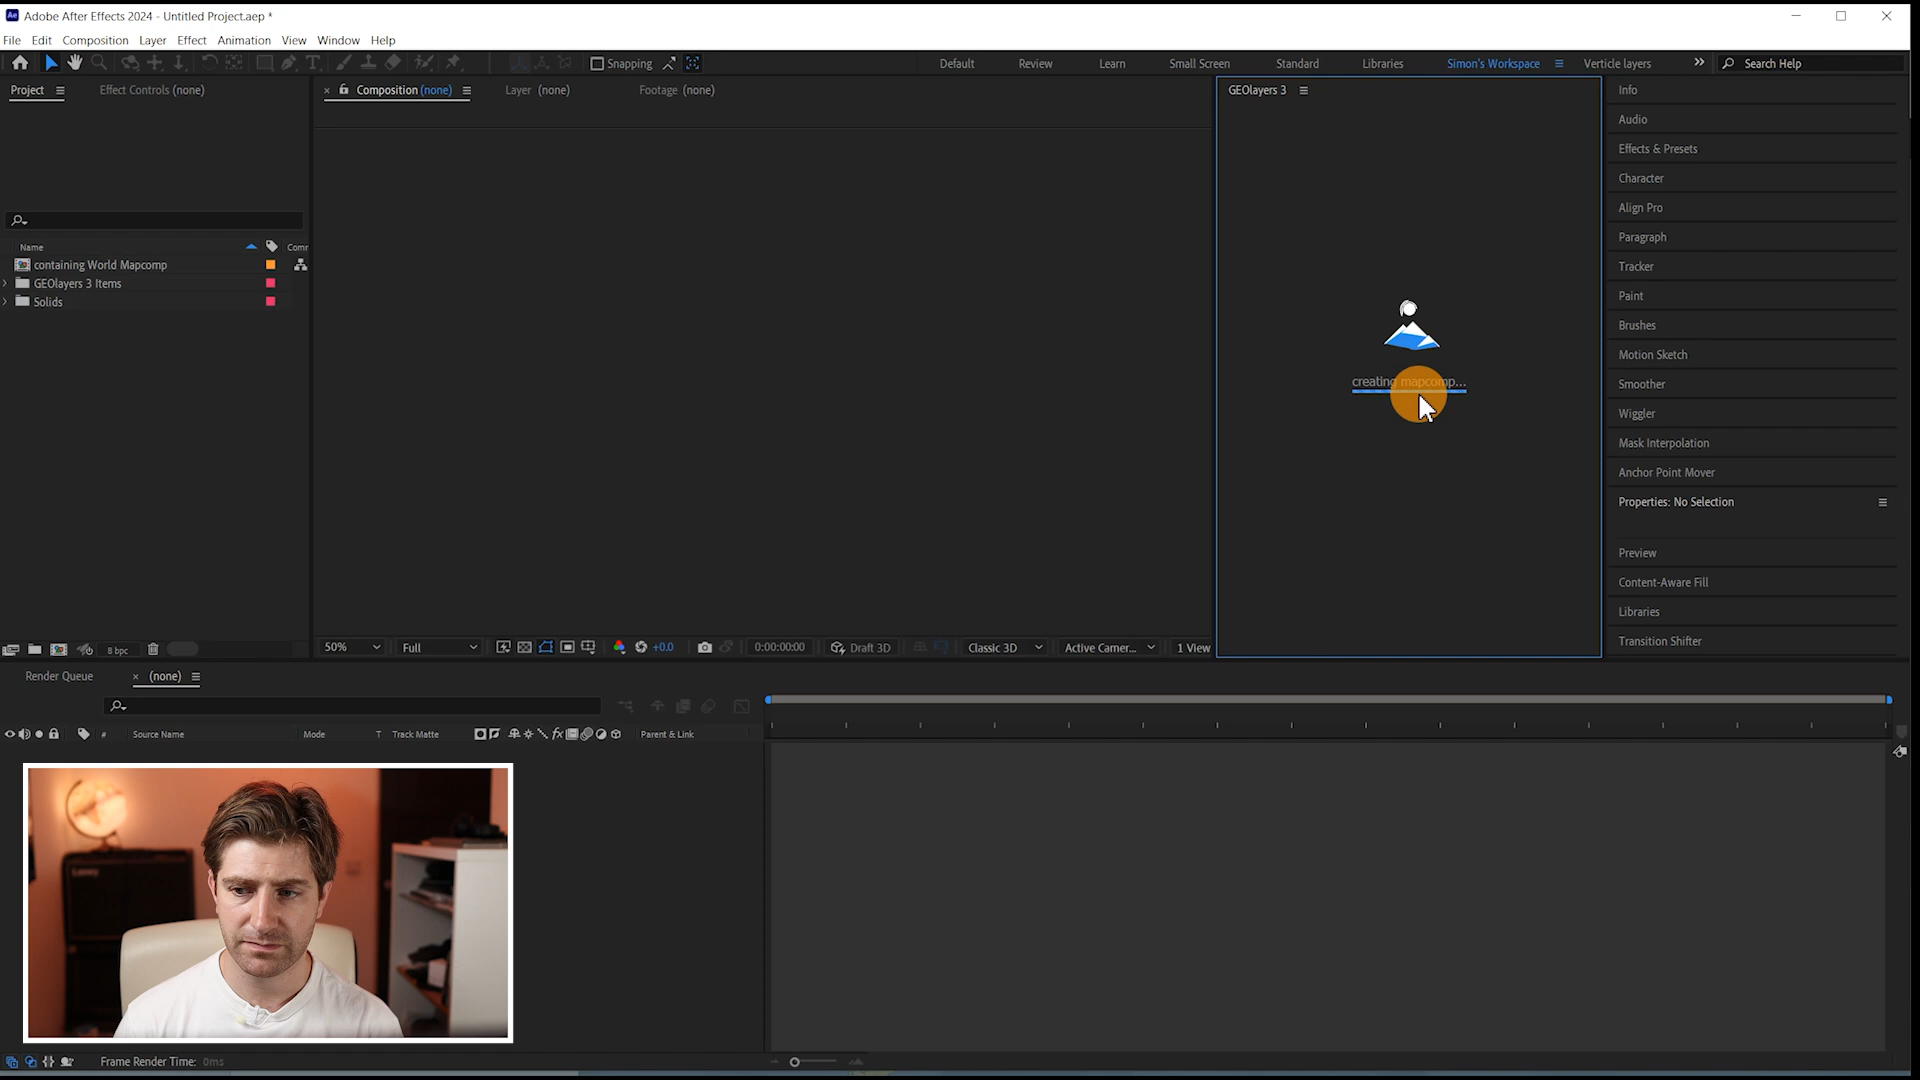 Ae Adobe After Effects 2024 - Untitled Project.aep *
File Edit Composition Layer Effect Animation View Window Help
Snapping Default Review Learn Small Screen Standard Libraries Simon's Workspace Verticle layers Search Help
Project Effect Controls (none)
× Composition (none) Layer (none) Footage (none)
GEOlayers 3
Name Comr
containing World Mapcomp
GEOlayers 3 Items
Solids
creating mapcomp...
Info
Audio
Effects & Presets
Character
Align Pro
Paragraph
Tracker
Paint
Brushes
Motion Sketch
Smoother
Wiggler
Mask Interpolation
Anchor Point Mover
Properties: No Selection
Preview
Content-Aware Fill
Libraries
Transition Shifter
8 bpc
50% Full +0.0 0:00:00:00 Draft 3D Classic 3D Active Camer... 1 View
Render Queue × (none)
# Source Name Mode T Track Matte fx Parent & Link
Laney
Frame Render Time: 0ms